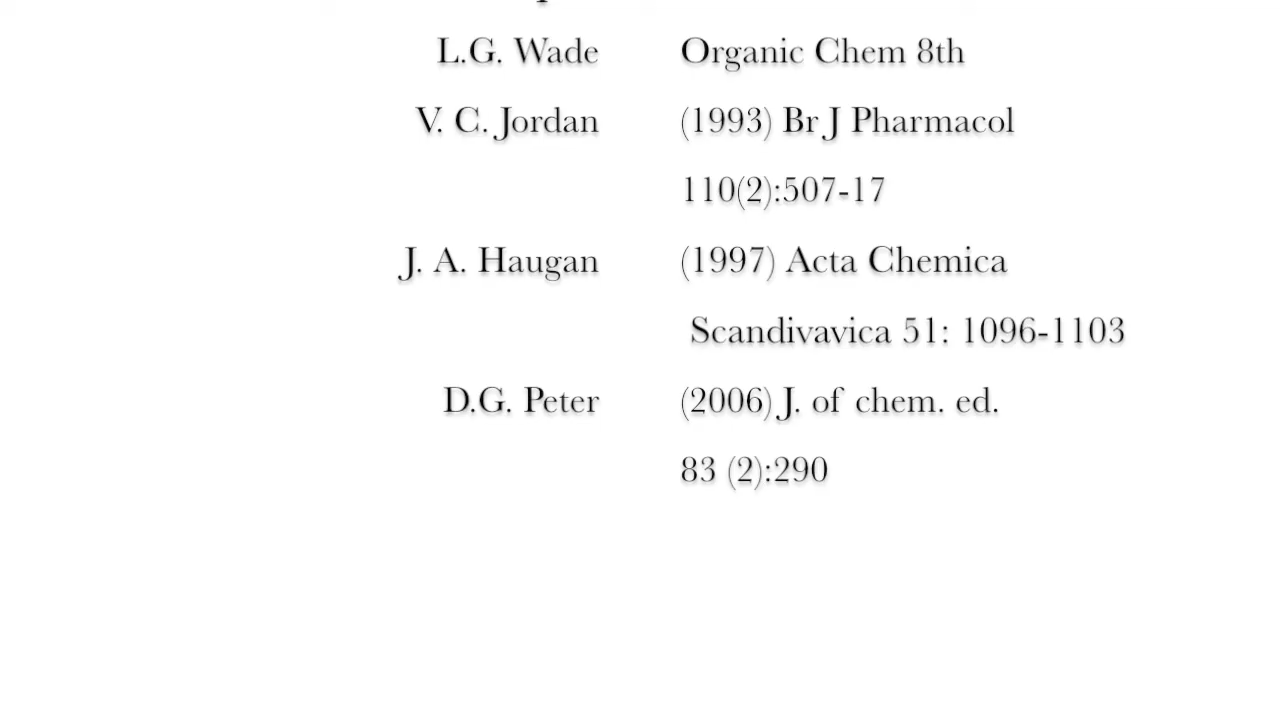 L.G. Wade Organic Chem 8th
V. C. Jordan (1993) Br J Pharmacol
110(2):507-17
J. A. Haugan (1997) Acta Chemica
Scandivavica 51: 1096-1103
D.G. Peter (2006) J. of chem. ed.
83 (2):290